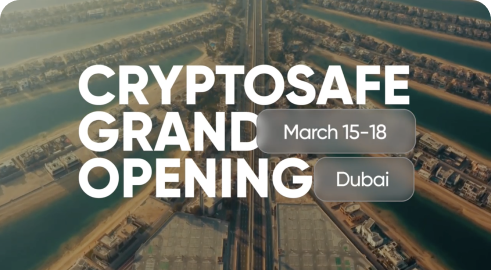 CRYPTOSAFE
GRAND
March 15-18
OPENING
Dubai